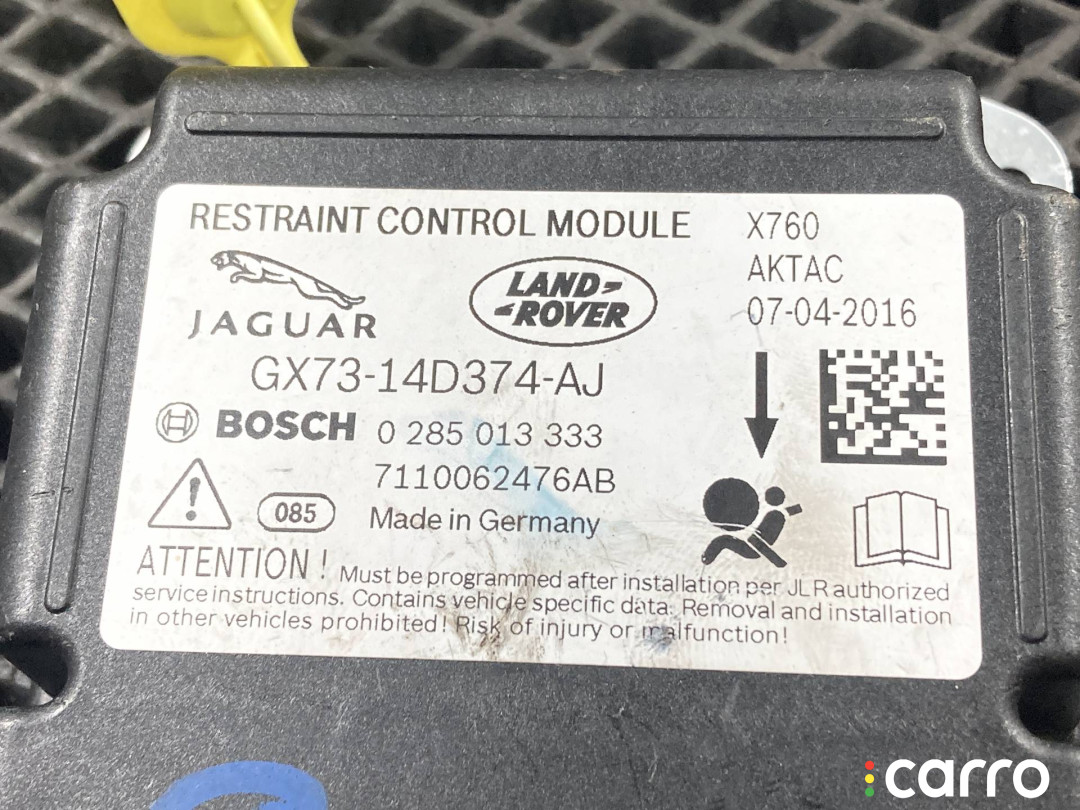 RESTRAINT CONTROL MODULE
X760
AKTAC
07-04-2016
JAGUAR
LAND-
-ROVER
GX73-14D374-AJ
BOSCH 0 285 013 333
7110062476AB
085 Made in Germany
ATTENTION! Must be programmed after installation per JLR authorized
service instructions. Contains vehicle specific data. Removal and installation
in other vehicles prohibited! Risk of injury or malfunction!
carro